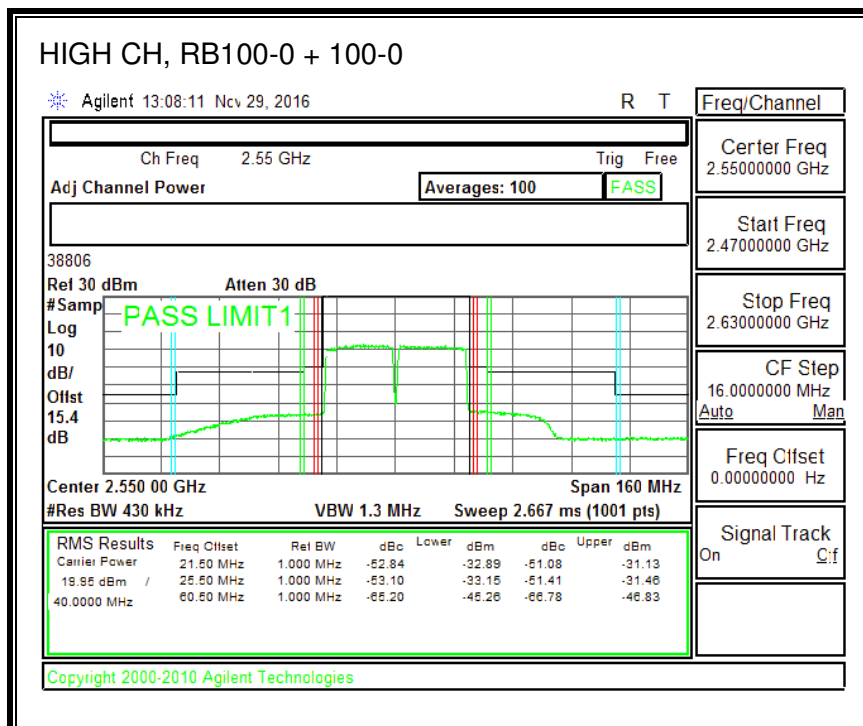 HIGH CH, RB100-0 + 100-0
Agilent 13:08:11 Nov 29, 2016 R T
Freq/Channel
Ch Freq 2.55 GHz Trig Free
Adj Channel Power Averages: 100 PASS
Center Freq
2.55000000 GHz
Start Freq
2.47000000 GHz
Stop Freq
2.63000000 GHz
CF Step
16.0000000 MHz
Auto Man
Freq Offset
0.00000000 Hz
Signal Track
On Off
38806
Ref 30 dBm Atten 30 dB
#Samp
Log
10
dB/
Offst
15.4
dB
PASS LIMIT1
Center 2.550 00 GHz Span 160 MHz
#Res BW 430 kHz VBW 1.3 MHz Sweep 2.667 ms (1001 pts)
RMS Results Freq Offset Ref BW dBc Lower dBm dBc Upper dBm
Carrier Power 21.50 MHz 1.000 MHz -52.84 -32.89 -51.08 -31.13
19.95 dBm / 25.50 MHz 1.000 MHz -53.10 -33.15 -51.41 -31.46
40.0000 MHz 60.50 MHz 1.000 MHz -65.20 -45.26 -66.78 -46.83
Copyright 2000-2010 Agilent Technologies